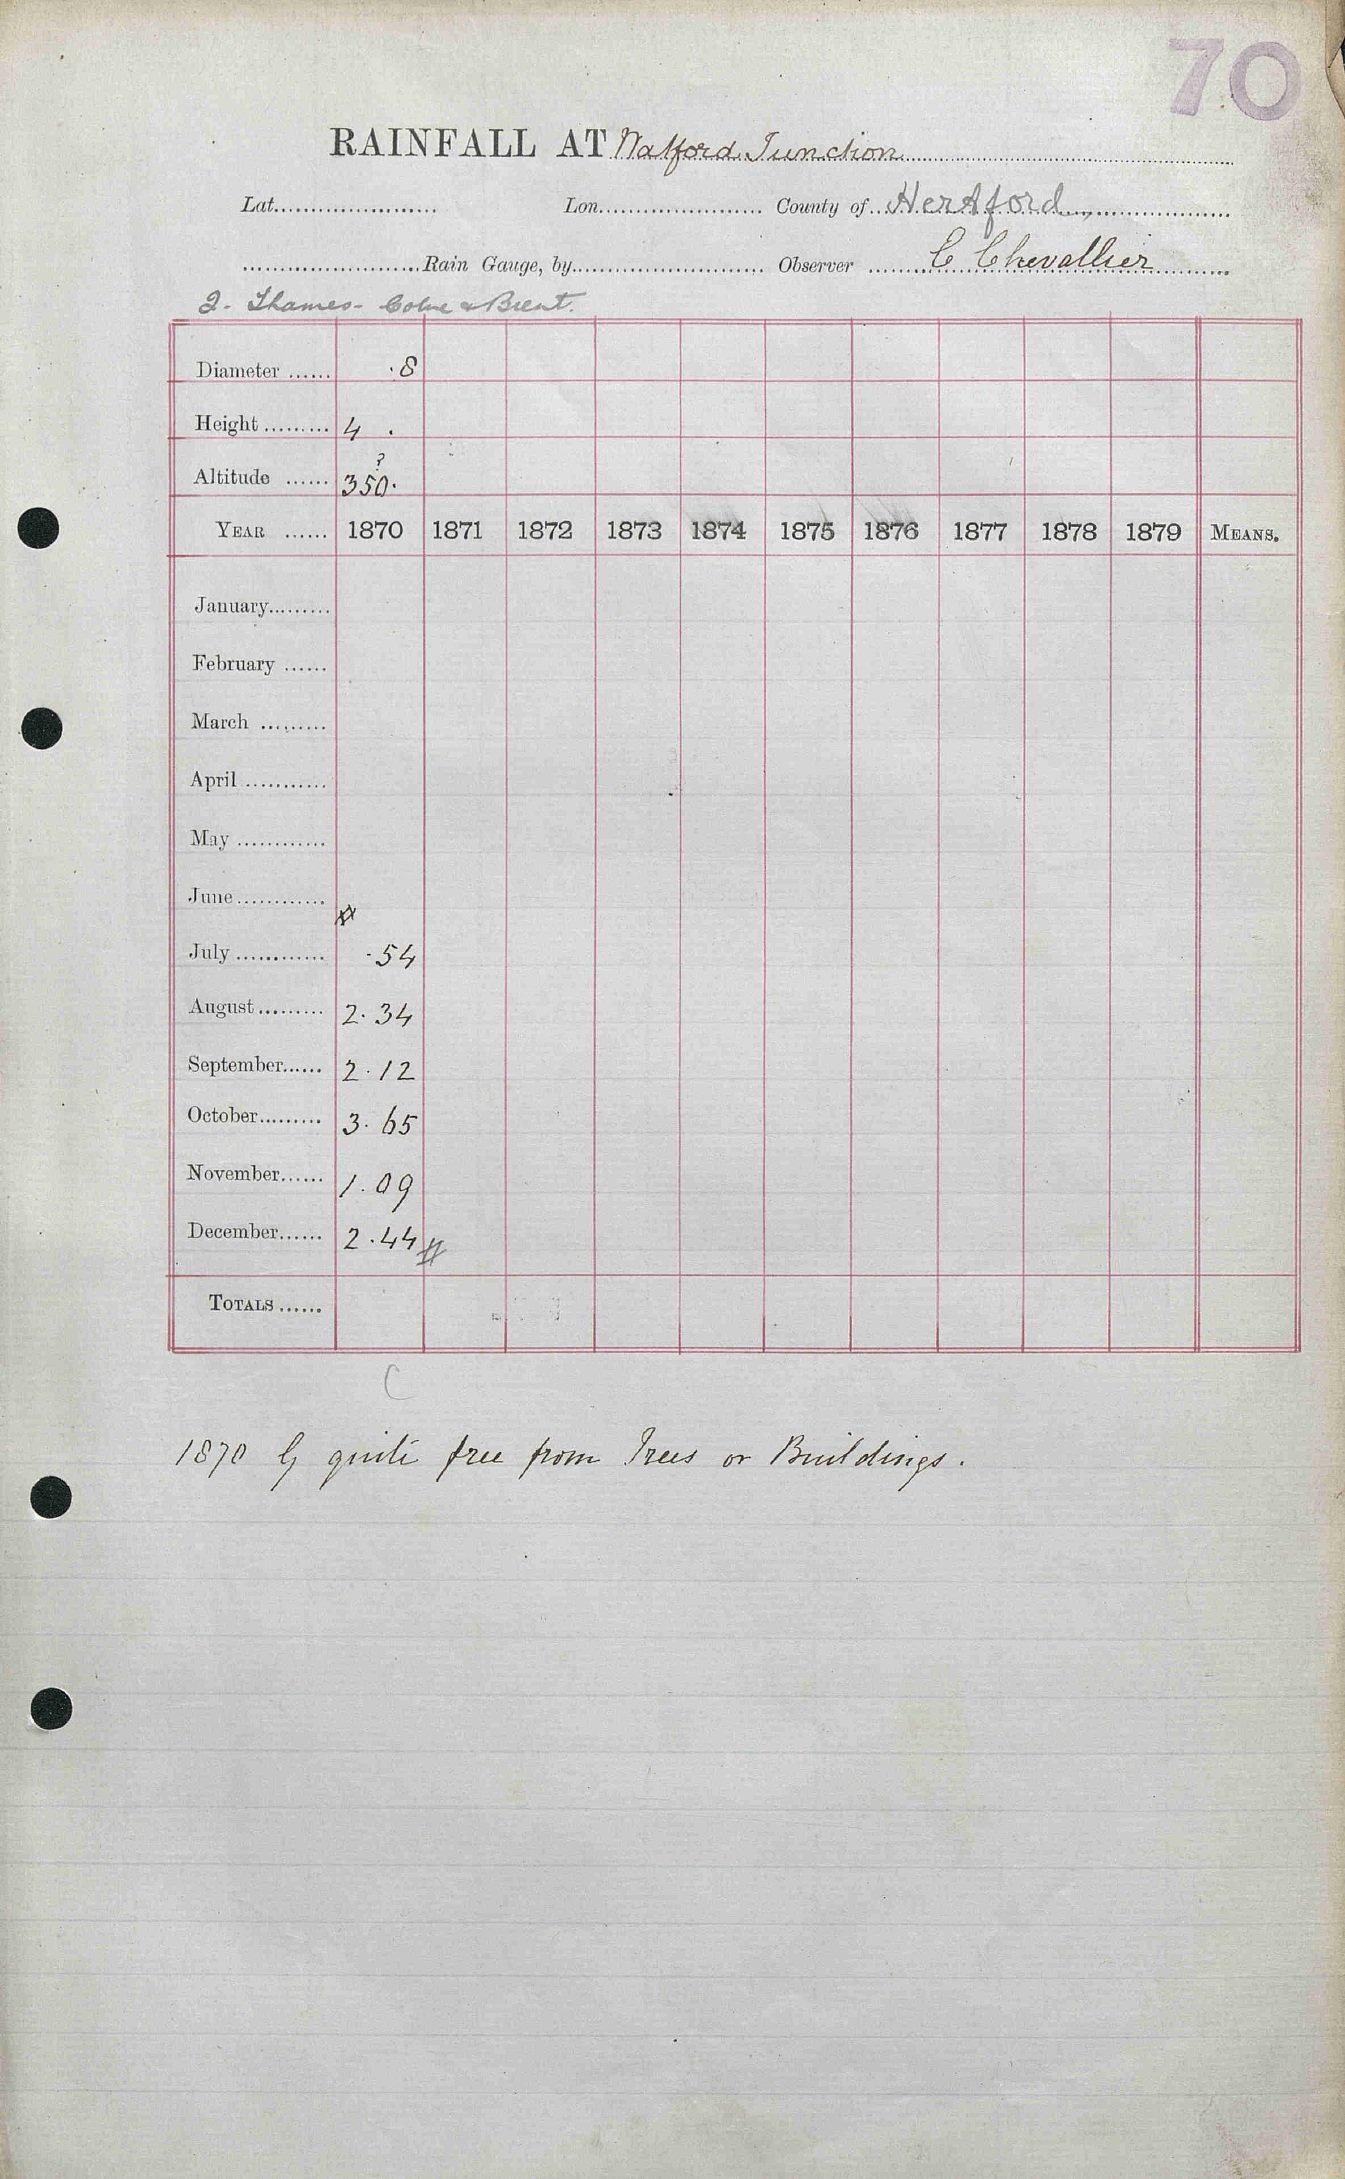 70
RAINFALL AT Watford Junction
Lat. Lon. County of Hertford
Rain Gauge, by Observer C Chevallier
2. Thames - Colne & Brent.
Diameter ...... .8
Height ......... 4 .
Altitude ...... 350. ?
YEAR ...... 1870 1871 1872 1873 1874 1875 1876 1877 1878 1879 MEANS.
January.........
February ......
March .........
April ...........
May ............
June............
July ............ .54
August......... 2.34
September...... 2.12
October......... 3.65
November...... 1.09
December...... 2.44 #
TOTALS ......
C
1870 G quite free from Trees or Buildings.